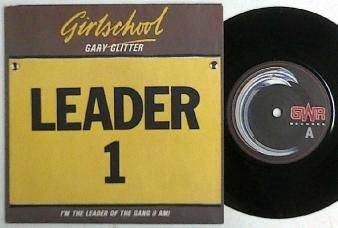 Girlschool
GARY GLITTER
LEADER
1
I'M THE LEADER OF THE GANG (I AM)
GWR
RECORDS
A